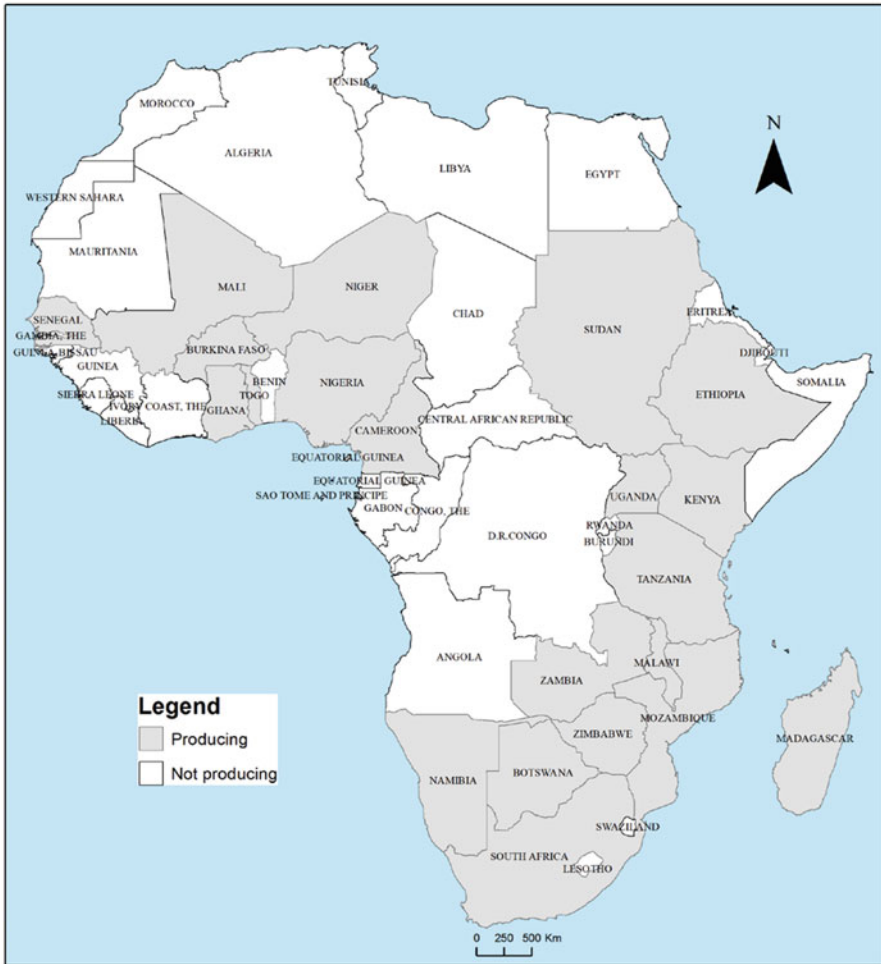 TUNISIA
MOROCCO
ALGERIA
LIBYA
EGYPT
N
WESTERN SAHARA
MAURITANIA
MALI
NIGER
CHAD
SUDAN
ERITREA
SENEGAL
GAMBIA, THE
GUINEA-BISSAU
GUINEA
BURKINA FASO
DJIBOUTI
SIERRA LEONE
IVORY COAST, THE
LIBERIA
GHANA
TOGO
BENIN
NIGERIA
ETHIOPIA
SOMALIA
CAMEROON
CENTRAL AFRICAN REPUBLIC
EQUATORIAL GUINEA
EQUATORIAL GUINEA
SAO TOME AND PRINCIPE
GABON
CONGO, THE
D.R.CONGO
UGANDA
KENYA
RWANDA
BURUNDI
TANZANIA
ANGOLA
ZAMBIA
MALAWI
MOZAMBIQUE
ZIMBABWE
MADAGASCAR
NAMIBIA
BOTSWANA
SWAZILAND
SOUTH AFRICA
LESOTHO
Legend
Producing
Not producing
0 250 500 Km